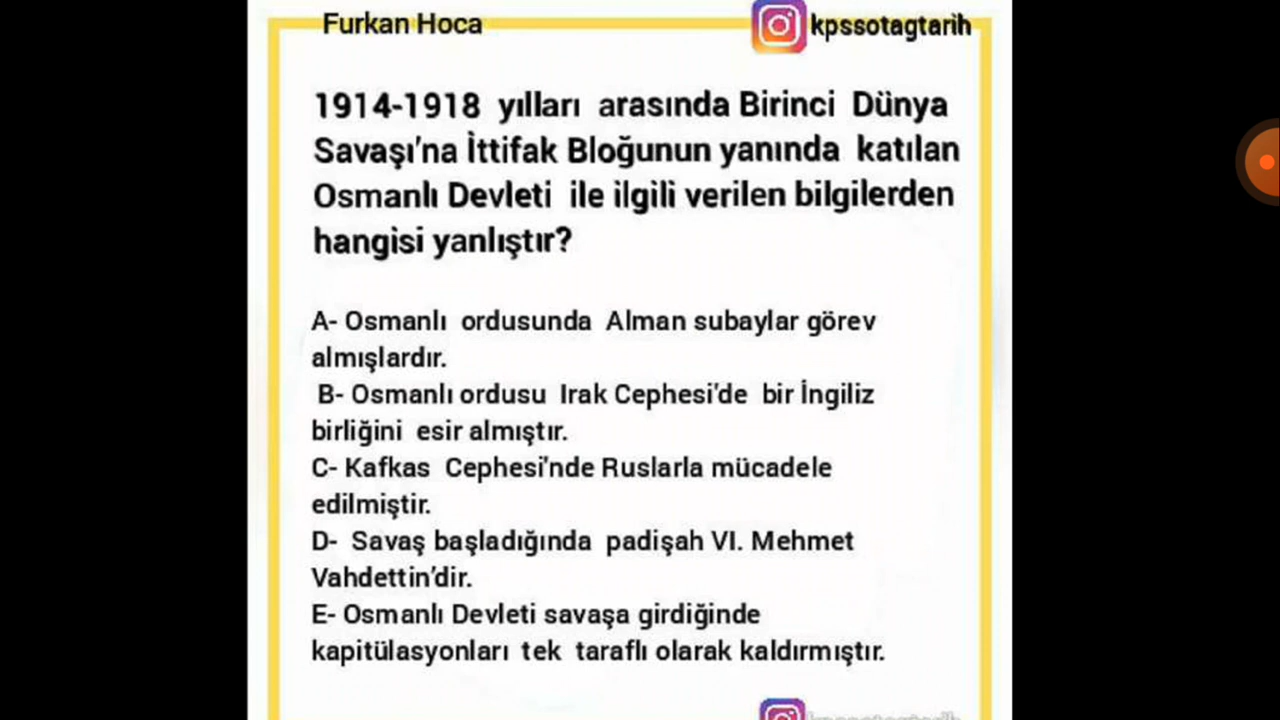 Furkan Hoca
kpssotagtarih
1914-1918 yılları arasında Birinci Dünya
Savaşı'na İttifak Bloğunun yanında katılan
Osmanlı Devleti ile ilgili verilen bilgilerden
hangisi yanlıştır?
A- Osmanlı ordusunda Alman subaylar görev
almışlardır.
B- Osmanlı ordusu Irak Cephesi'de bir İngiliz
birliğini esir almıştır.
C- Kafkas Cephesi'nde Ruslarla mücadele
edilmiştir.
D- Savaş başladığında padişah VI. Mehmet
Vahdettin'dir.
E- Osmanlı Devleti savaşa girdiğinde
kapitülasyonları tek taraflı olarak kaldırmıştır.